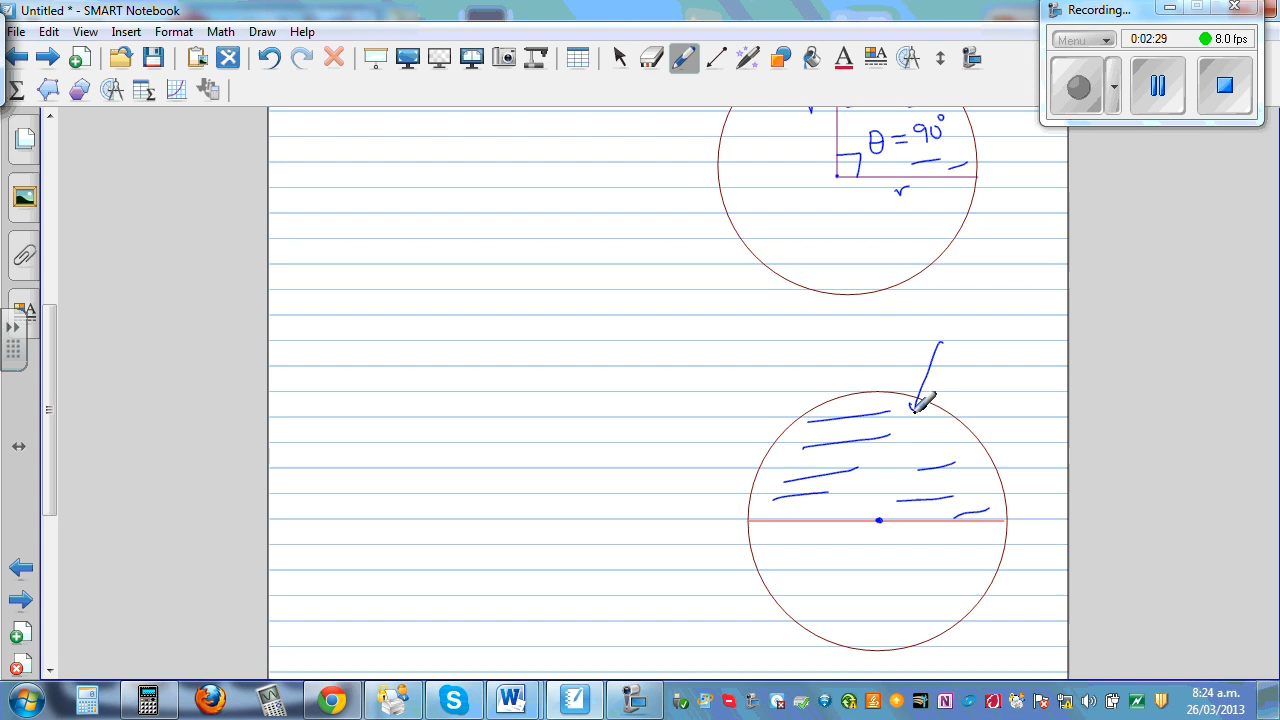 Untitled * - SMART Notebook
Recording...
File Edit View Insert Format Math Draw Help
Menu 0:02:29 8.0 fps
θ = 90°
r
8:24 a.m.
26/03/2013